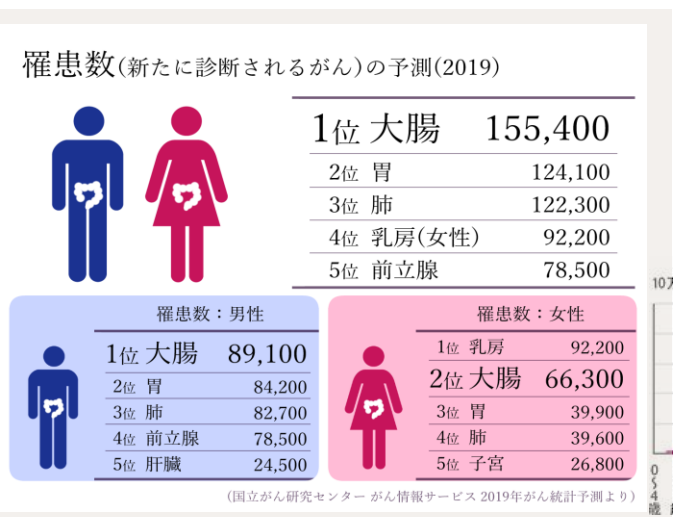 罹患数(新たに診断されるがん)の予測(2019)
1位 大腸 155,400
2位 胃 124,100
3位 肺 122,300
4位 乳房(女性) 92,200
5位 前立腺 78,500
罹患数：男性
1位 大腸 89,100
2位 胃 84,200
3位 肺 82,700
4位 前立腺 78,500
5位 肝臓 24,500
罹患数：女性
1位 乳房 92,200
2位 大腸 66,300
3位 胃 39,900
4位 肺 39,600
5位 子宮 26,800
(国立がん研究センター がん情報サービス 2019年がん統計予測より)
10万
0
〜
4
歳